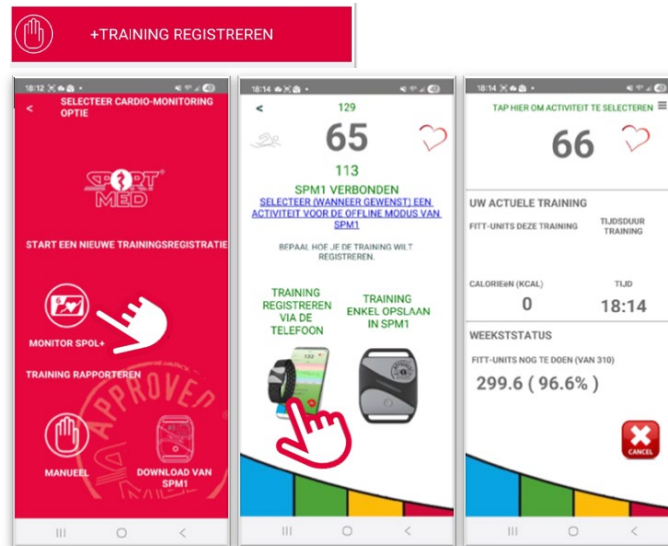 +TRAINING REGISTREREN
18:12
SELECTEER CARDIO-MONITORING
OPTIE
SPORT
MED
START EEN NIEUWE TRAININGSREGISTRATIE
MONITOR SPOL+
TRAINING RAPPORTEREN
APPROVED
MANUEEL
DOWNLOAD VAN
SPM1
18:14
129
65
113
SPM1 VERBONDEN
SELECTEER (WANNEER GEWENST) EEN
ACTIVITEIT VOOR DE OFFLINE MODUS VAN
SPM1
BEPAAL HOE JE DE TRAINING WILT
REGISTREREN.
TRAINING
REGISTREREN
VIA DE
TELEFOON
TRAINING
ENKEL OPSLAAN
IN SPM1
18:14
TAP HIER OM ACTIVITEIT TE SELECTEREN
66
UW ACTUELE TRAINING
FITT-UNITS DEZE TRAINING
TIJDSDUUR
TRAINING
CALORIEëN (KCAL)
TIJD
0
18:14
WEEKSTSTATUS
FITT-UNITS NOG TE DOEN (VAN 310)
299.6 ( 96.6% )
CANCEL